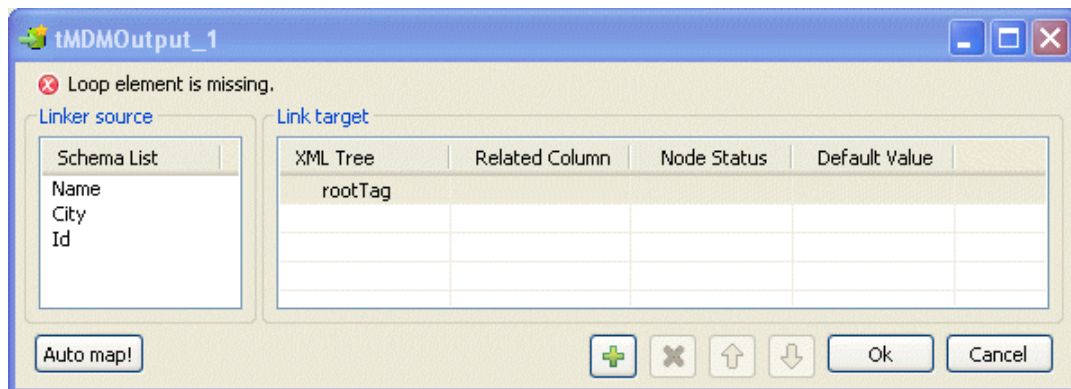 tMDMOutput_1
Loop element is missing.
Linker source
Link target
Schema List
XML Tree Related Column Node Status Default Value
Name
rootTag
City
Id
Auto map!
Ok
Cancel